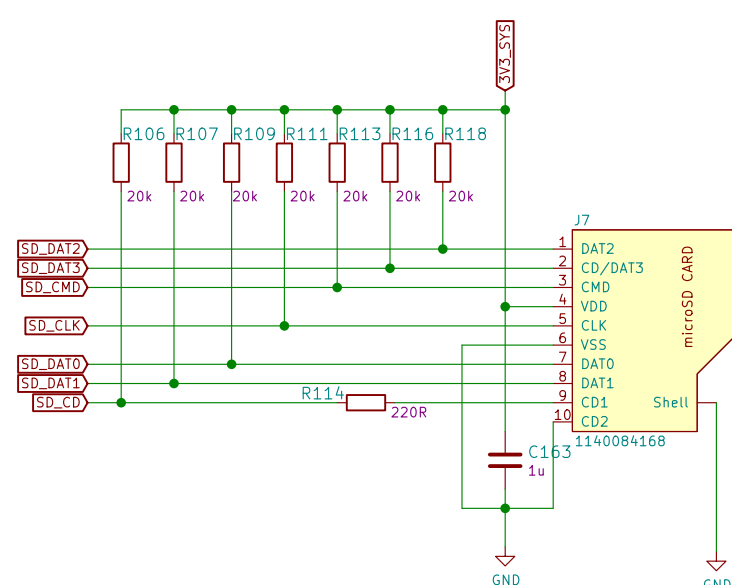 3V3_SYS
R106 R107 R109 R111 R113 R116 R118
20k 20k 20k 20k 20k 20k 20k
J7
SD_DAT2 1 DAT2
SD_DAT3 2 CD/DAT3
SD_CMD 3 CMD
4 VDD
SD_CLK 5 CLK
6 VSS
SD_DAT0 7 DAT0
SD_DAT1 8 DAT1
SD_CD R114 220R 9 CD1 Shell
10 CD2
microSD CARD
1140084168
C163
1u
GND
GND